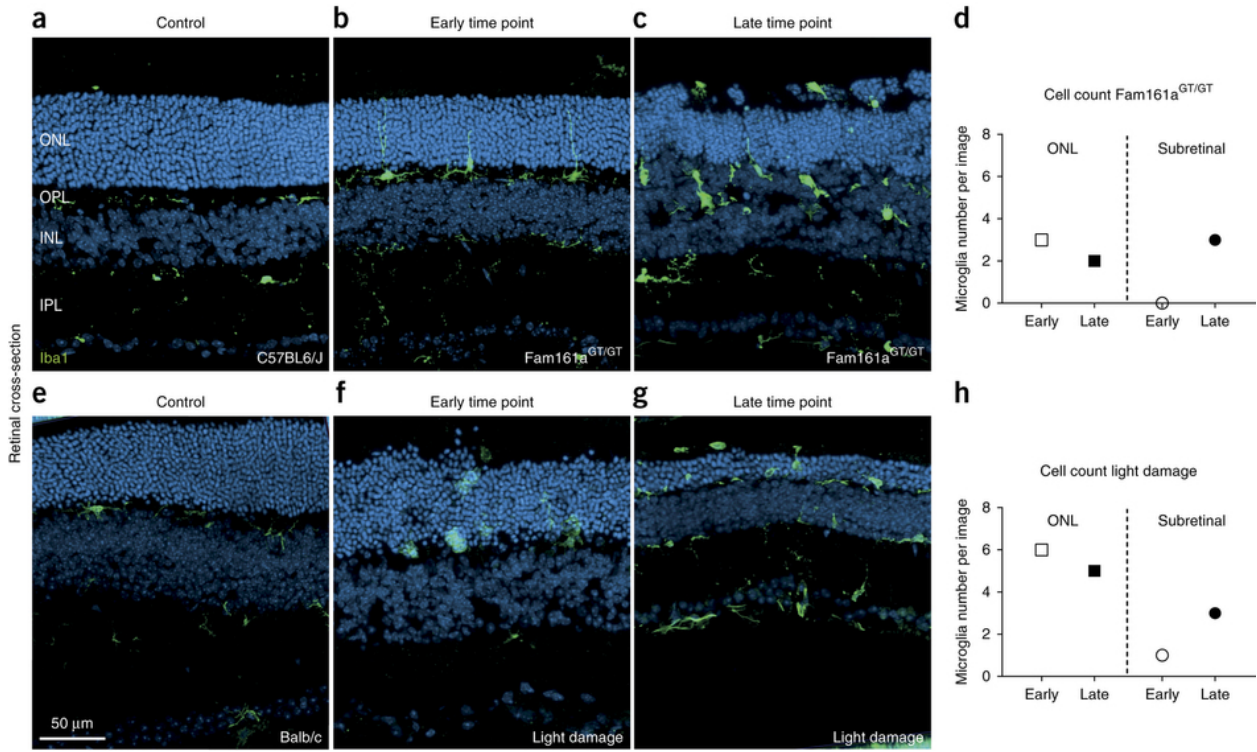 a
Control
b
Early time point
c
Late time point
d
Retinal cross-section
ONL
OPL
INL
IPL
Iba1
C57BL6/J
Fam161a^GT/GT
Fam161a^GT/GT
Cell count Fam161a^GT/GT
Microglia number per image
8
6
4
2
0
ONL
Subretinal
Early
Late
Early
Late
e
Control
f
Early time point
g
Late time point
h
50 µm
Balb/c
Light damage
Light damage
Cell count light damage
Microglia number per image
8
6
4
2
0
ONL
Subretinal
Early
Late
Early
Late